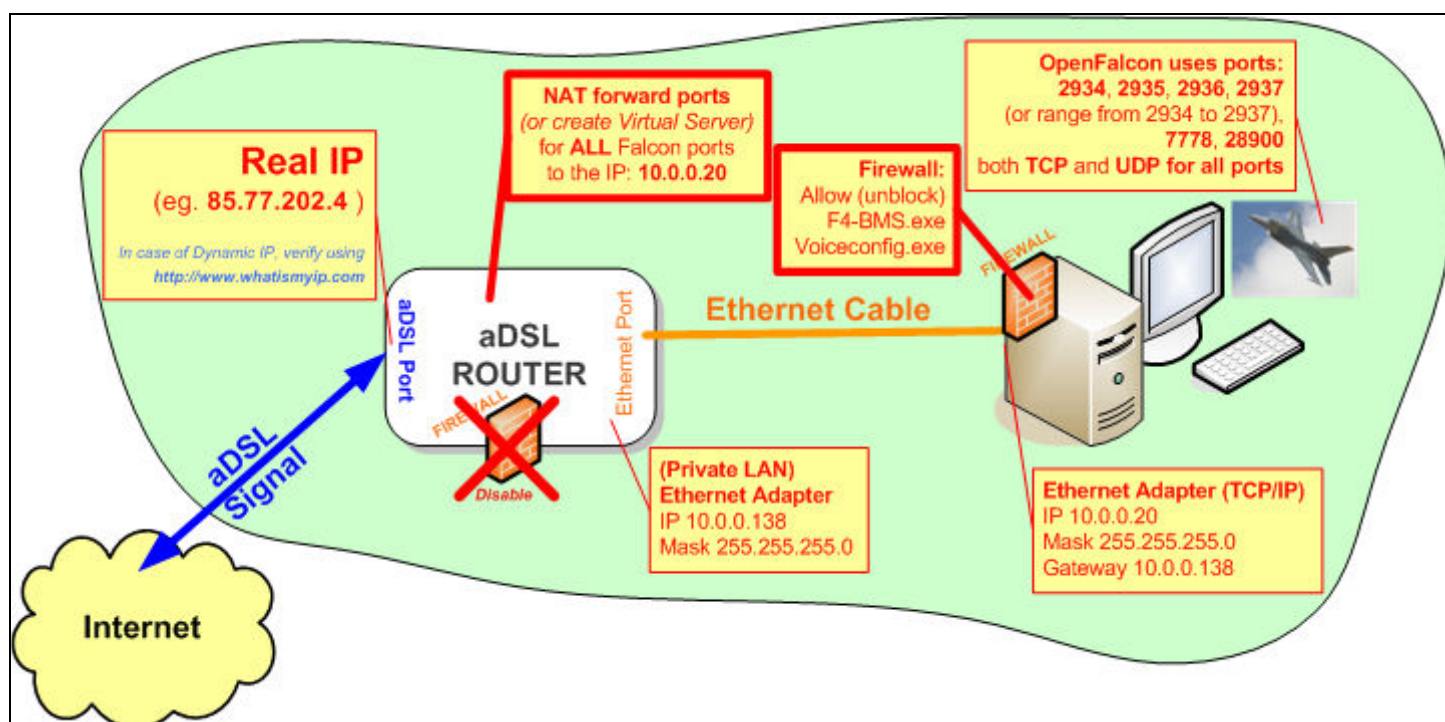 OpenFalcon uses ports:
2934, 2935, 2936, 2937
(or range from 2934 to 2937),
7778, 28900
both TCP and UDP for all ports
NAT forward ports
(or create Virtual Server)
for ALL Falcon ports
to the IP: 10.0.0.20
Real IP
(eg. 85.77.202.4 )
In case of Dynamic IP, verify using
http://www.whatismyip.com
Firewall:
Allow (unblock)
F4-BMS.exe
Voiceconfig.exe
FIREWALL
aDSL Port
aDSL
ROUTER
Ethernet Port
Ethernet Cable
FIREWALL
Disable
aDSL
Signal
(Private LAN)
Ethernet Adapter
IP 10.0.0.138
Mask 255.255.255.0
Ethernet Adapter (TCP/IP)
IP 10.0.0.20
Mask 255.255.255.0
Gateway 10.0.0.138
Internet